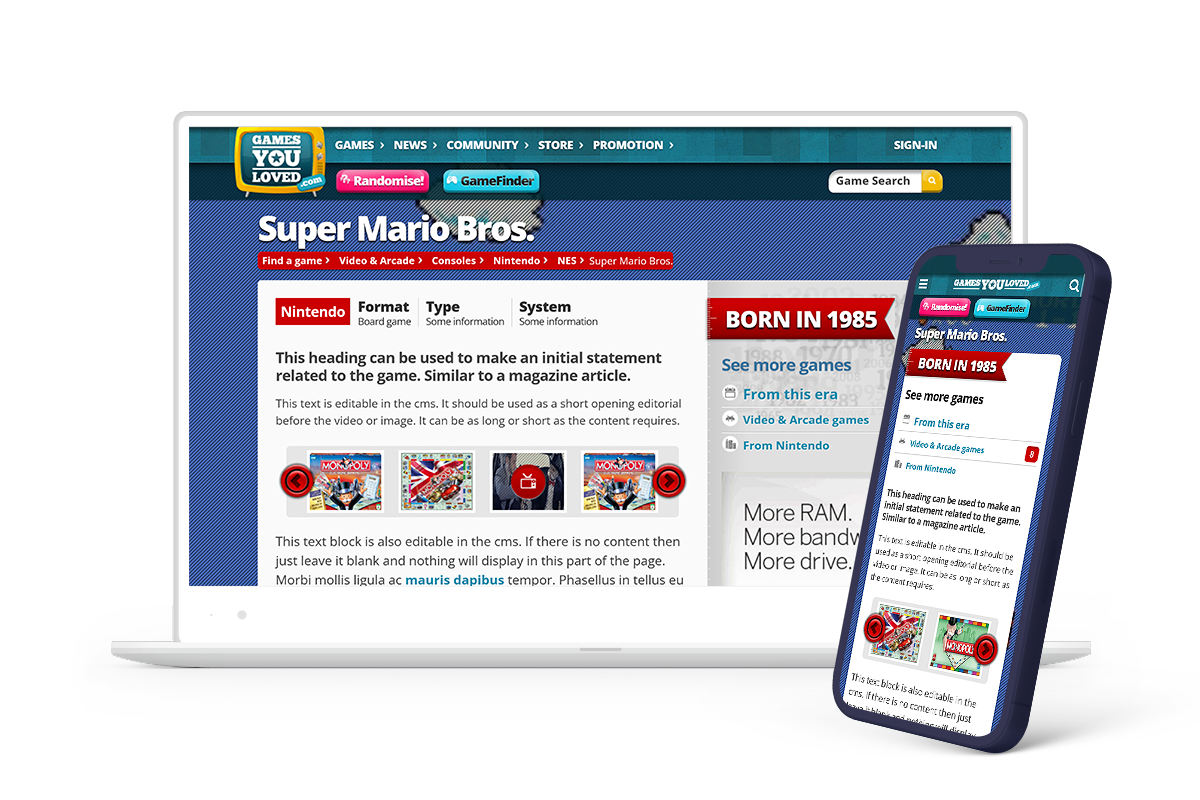 GAMES
YOU
LOVED
.com
GAMES › NEWS › COMMUNITY › STORE › PROMOTION ›
SIGN-IN
Randomise! GameFinder
Game Search
Super Mario Bros.
Find a game › Video & Arcade › Consoles › Nintendo › NES › Super Mario Bros.
Nintendo
Format
Board game
Type
Some information
System
Some information
This heading can be used to make an initial statement
related to the game. Similar to a magazine article.
This text is editable in the cms. It should be used as a short opening editorial
before the video or image. It can be as long or short as the content requires.
MONOPOLY
MONOPOLY
This text block is also editable in the cms. If there is no content then
just leave it blank and nothing will display in this part of the page.
Morbi mollis ligula ac mauris dapibus tempor. Phasellus in tellus eu
BORN IN 1985
1988
1970
1983
See more games
From this era
Video & Arcade games
From Nintendo
More RAM.
More bandw
More drive.
GAMES YOU LOVED
Randomise! GameFinder
Super Mario Bros.
BORN IN 1985
See more games
From this era
Video & Arcade games
8
From Nintendo
This heading can be used to make an
initial statement related to the game.
Similar to a magazine article.
This text is editable in the cms. It should be
used as a short opening editorial before the
video or image. It can be as long or short as
the content requires.
MONOPOLY
This text block is also editable in the
cms. If there is no content then just
leave it blank and nothing will display